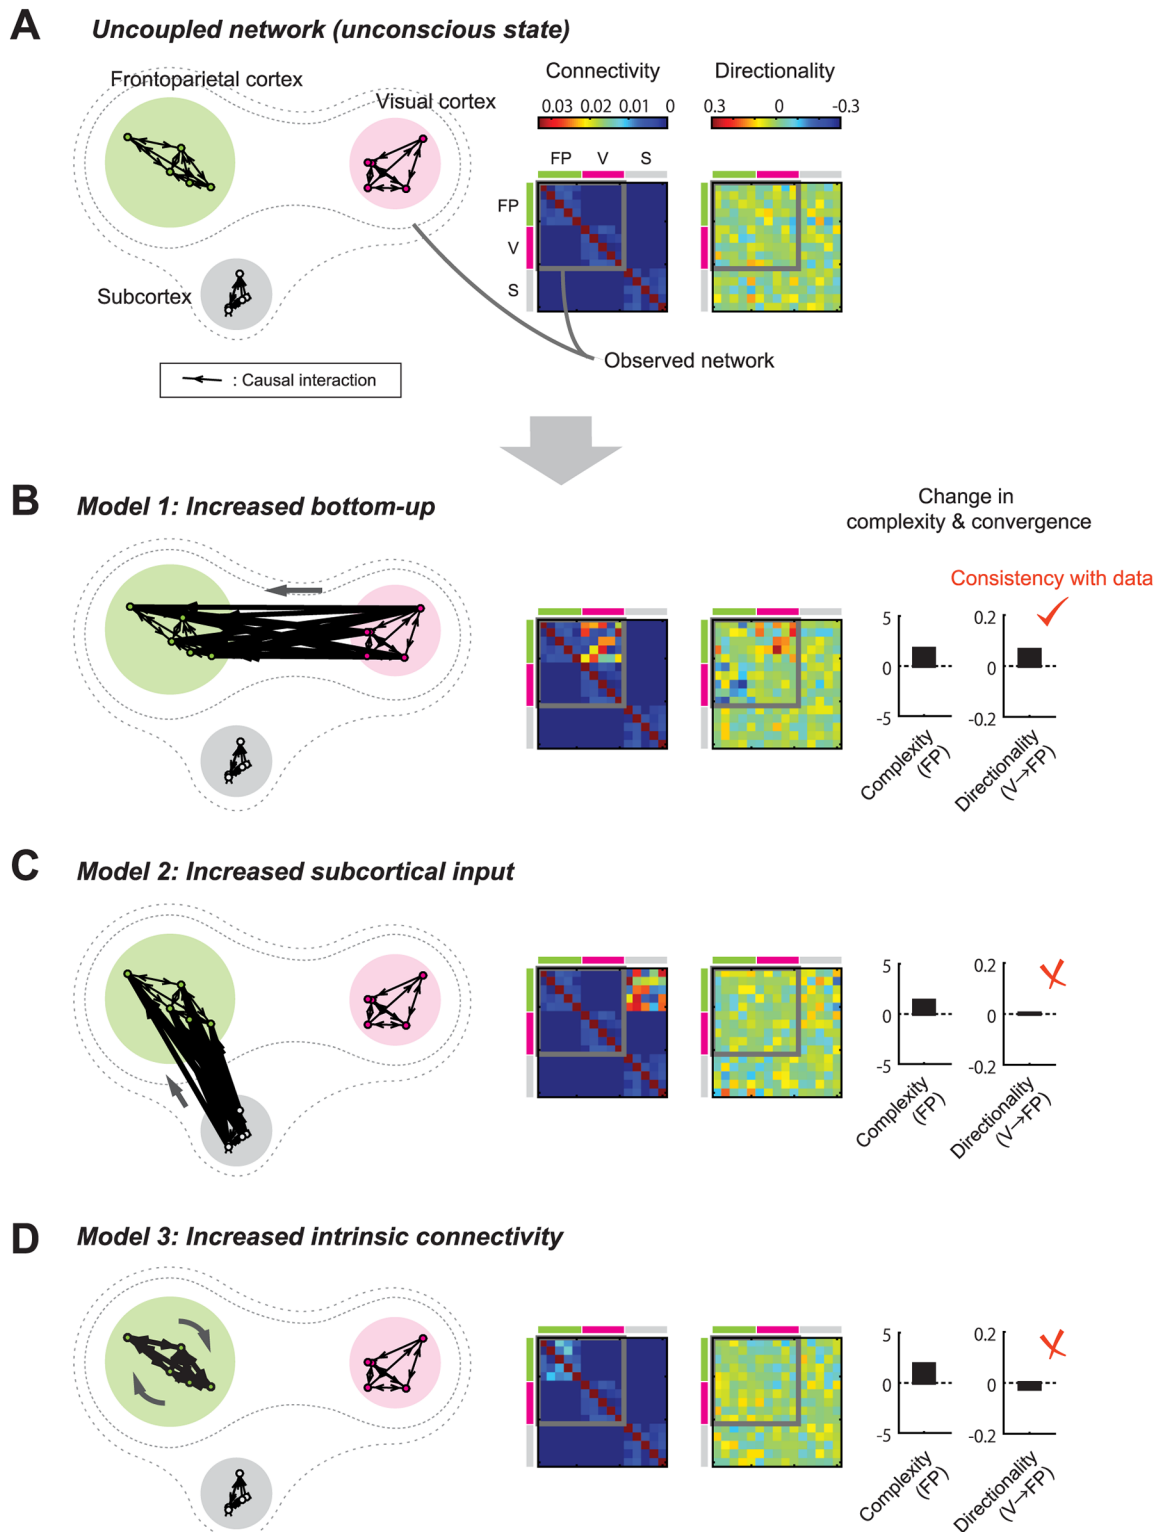 A
Uncoupled network (unconscious state)
Frontoparietal cortex
Visual cortex
Subcortex
: Causal interaction
Connectivity
0.03 0.02 0.01 0
Directionality
0.3 0 -0.3
FP V S
FP
V
S
Observed network
B
Model 1: Increased bottom-up
Change in
complexity & convergence
Consistency with data
5
0
-5
Complexity
(FP)
0.2
0
-0.2
Directionality
(V→FP)
C
Model 2: Increased subcortical input
5
0
-5
Complexity
(FP)
0.2
0
-0.2
Directionality
(V→FP)
D
Model 3: Increased intrinsic connectivity
5
0
-5
Complexity
(FP)
0.2
0
-0.2
Directionality
(V→FP)